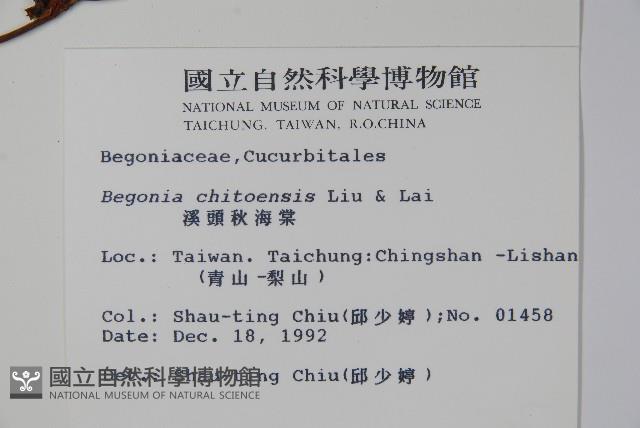 國立自然科學博物館
NATIONAL MUSEUM OF NATURAL SCIENCE
TAICHUNG, TAIWAN, R.O.CHINA
Begoniaceae,Cucurbitales
Begonia chitoensis Liu & Lai
溪頭秋海棠
Loc.: Taiwan. Taichung:Chingshan -Lishan
(青山-梨山)
Col.: Shau-ting Chiu(邱少婷);No. 01458
Date: Dec. 18, 1992
Det.: Shau-ting Chiu(邱少婷)
國立自然科學博物館
NATIONAL MUSEUM OF NATURAL SCIENCE